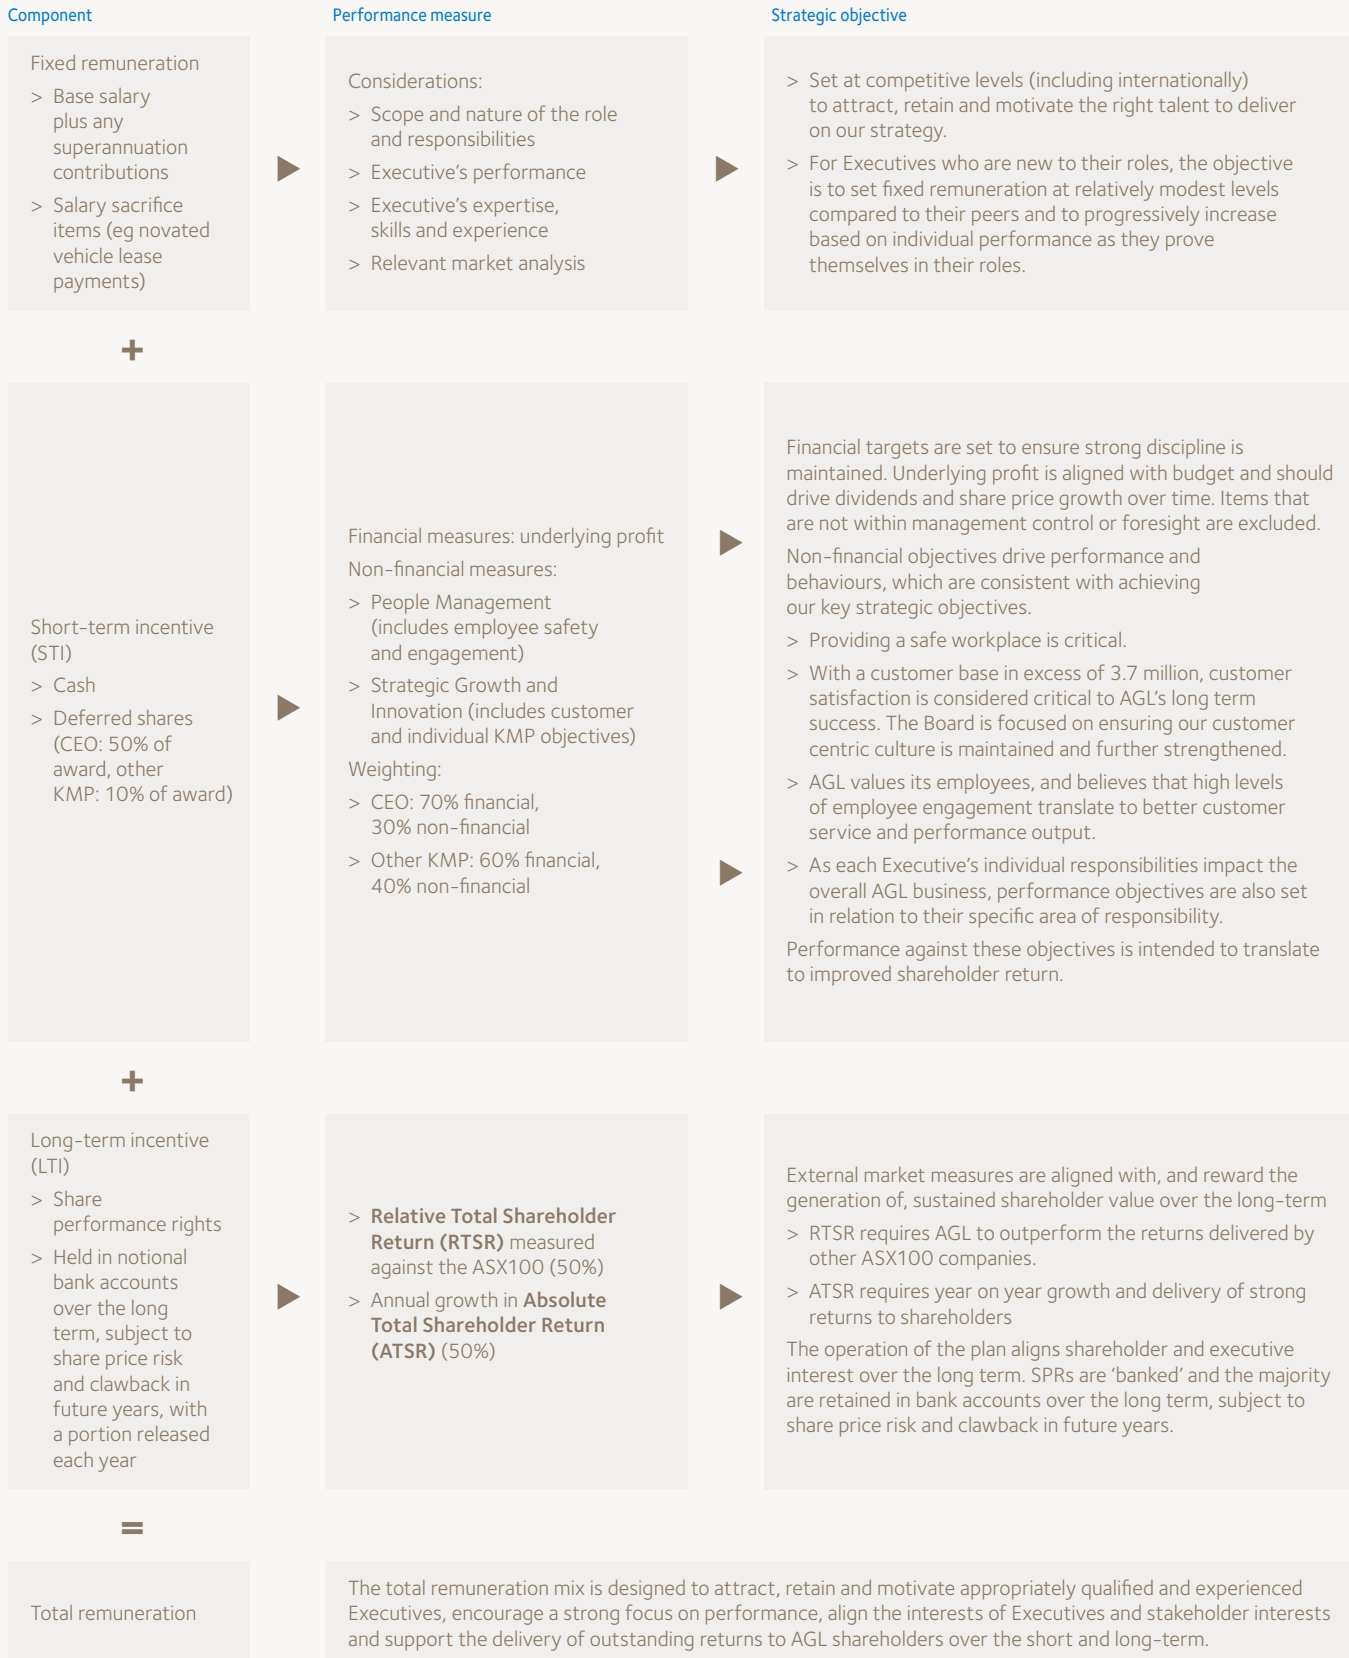 Component
Performance measure
Strategic objective
Fixed remuneration
> Base salary
plus any
superannuation
contributions
> Salary sacrifice
items (eg novated
vehicle lease
payments)
Considerations:
> Scope and nature of the role
and responsibilities
> Executive's performance
> Executive's expertise,
skills and experience
> Relevant market analysis
> Set at competitive levels (including internationally)
to attract, retain and motivate the right talent to deliver
on our strategy.
> For Executives who are new to their roles, the objective
is to set fixed remuneration at relatively modest levels
compared to their peers and to progressively increase
based on individual performance as they prove
themselves in their roles.
+
Short-term incentive
(STI)
> Cash
> Deferred shares
(CEO: 50% of
award, other
KMP: 10% of award)
Financial measures: underlying profit
Non-financial measures:
> People Management
(includes employee safety
and engagement)
> Strategic Growth and
Innovation (includes customer
and individual KMP objectives)
Weighting:
> CEO: 70% financial,
30% non-financial
> Other KMP: 60% financial,
40% non-financial
Financial targets are set to ensure strong discipline is
maintained. Underlying profit is aligned with budget and should
drive dividends and share price growth over time. Items that
are not within management control or foresight are excluded.
Non-financial objectives drive performance and
behaviours, which are consistent with achieving
our key strategic objectives.
> Providing a safe workplace is critical.
> With a customer base in excess of 3.7 million, customer
satisfaction is considered critical to AGL's long term
success. The Board is focused on ensuring our customer
centric culture is maintained and further strengthened.
> AGL values its employees, and believes that high levels
of employee engagement translate to better customer
service and performance output.
> As each Executive's individual responsibilities impact the
overall AGL business, performance objectives are also set
in relation to their specific area of responsibility.
Performance against these objectives is intended to translate
to improved shareholder return.
+
Long-term incentive
(LTI)
> Share
performance rights
> Held in notional
bank accounts
over the long
term, subject to
share price risk
and clawback in
future years, with
a portion released
each year
> Relative Total Shareholder
Return (RTSR) measured
against the ASX100 (50%)
> Annual growth in Absolute
Total Shareholder Return
(ATSR) (50%)
External market measures are aligned with, and reward the
generation of, sustained shareholder value over the long-term
> RTSR requires AGL to outperform the returns delivered by
other ASX100 companies.
> ATSR requires year on year growth and delivery of strong
returns to shareholders
The operation of the plan aligns shareholder and executive
interest over the long term. SPRs are 'banked' and the majority
are retained in bank accounts over the long term, subject to
share price risk and clawback in future years.
=
Total remuneration
The total remuneration mix is designed to attract, retain and motivate appropriately qualified and experienced
Executives, encourage a strong focus on performance, align the interests of Executives and stakeholder interests
and support the delivery of outstanding returns to AGL shareholders over the short and long-term.